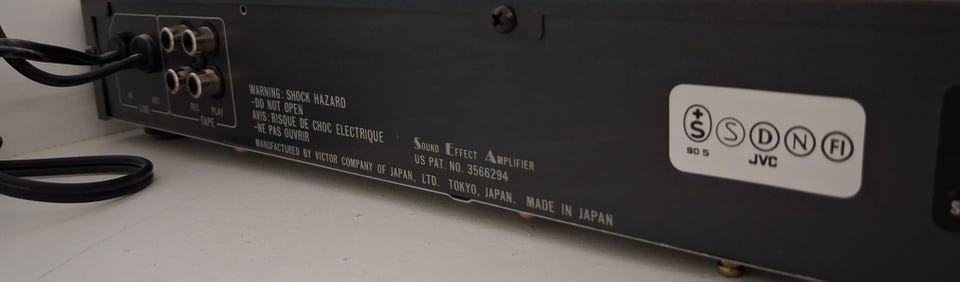 IN
OUT
LINE
REC
PLAY
TAPE
WARNING: SHOCK HAZARD
-DO NOT OPEN
AVIS: RISQUE DE CHOC ELECTRIQUE
-NE PAS OUVRIR
SOUND EFFECT AMPLIFIER
US PAT. NO. 3566294
MANUFACTURED BY VICTOR COMPANY OF JAPAN, LTD. TOKYO, JAPAN. MADE IN JAPAN
+S S D N FI
SO 5
JVC
S